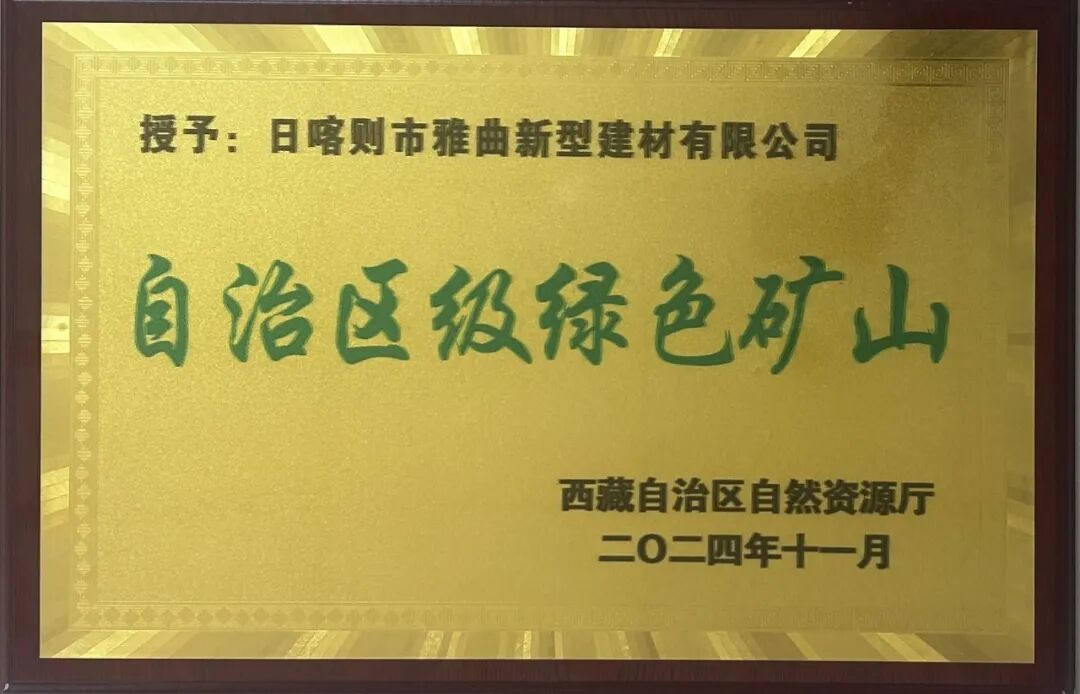 授予：日喀则市雅曲新型建材有限公司
自治区级绿色矿山
西藏自治区自然资源厅
二〇二四年十一月